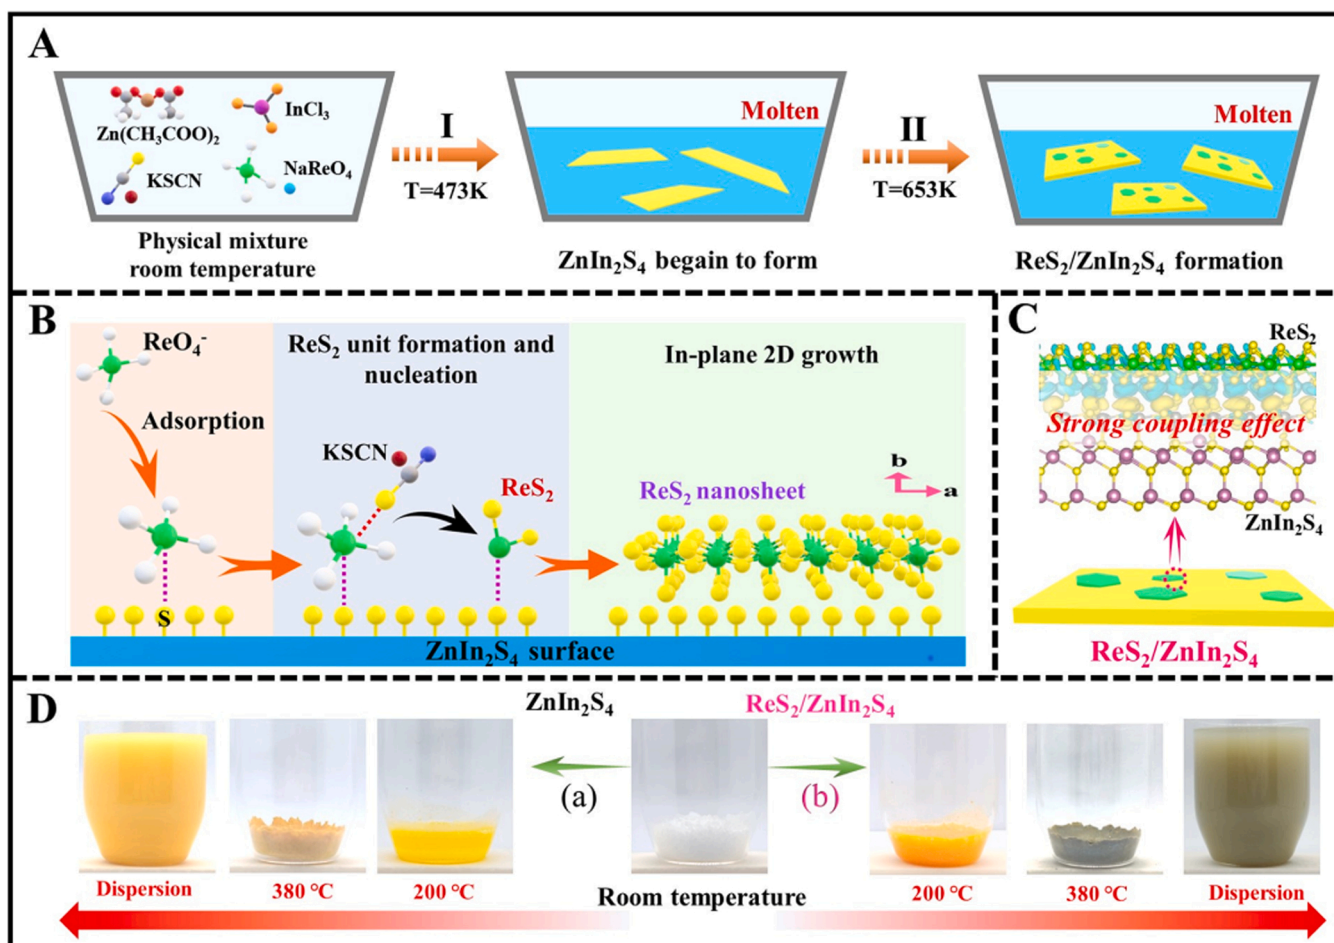 A
Zn(CH₃COO)₂
InCl₃
KSCN
NaReO₄
Physical mixture
room temperature
I
T=473K
Molten
ZnIn₂S₄ begain to form
II
T=653K
Molten
ReS₂/ZnIn₂S₄ formation
B
ReO₄⁻
Adsorption
S
ReS₂ unit formation and
nucleation
KSCN
ReS₂
In-plane 2D growth
ReS₂ nanosheet
b
a
ZnIn₂S₄ surface
C
ReS₂
Strong coupling effect
ZnIn₂S₄
ReS₂/ZnIn₂S₄
D
ZnIn₂S₄
ReS₂/ZnIn₂S₄
(a)
(b)
Dispersion
380 °C
200 °C
Room temperature
200 °C
380 °C
Dispersion